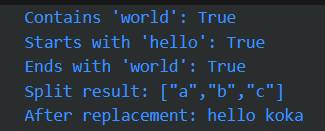 Contains 'world': True
Starts with 'hello': True
Ends with 'world': True
Split result: ["a","b","c"]
After replacement: hello koka